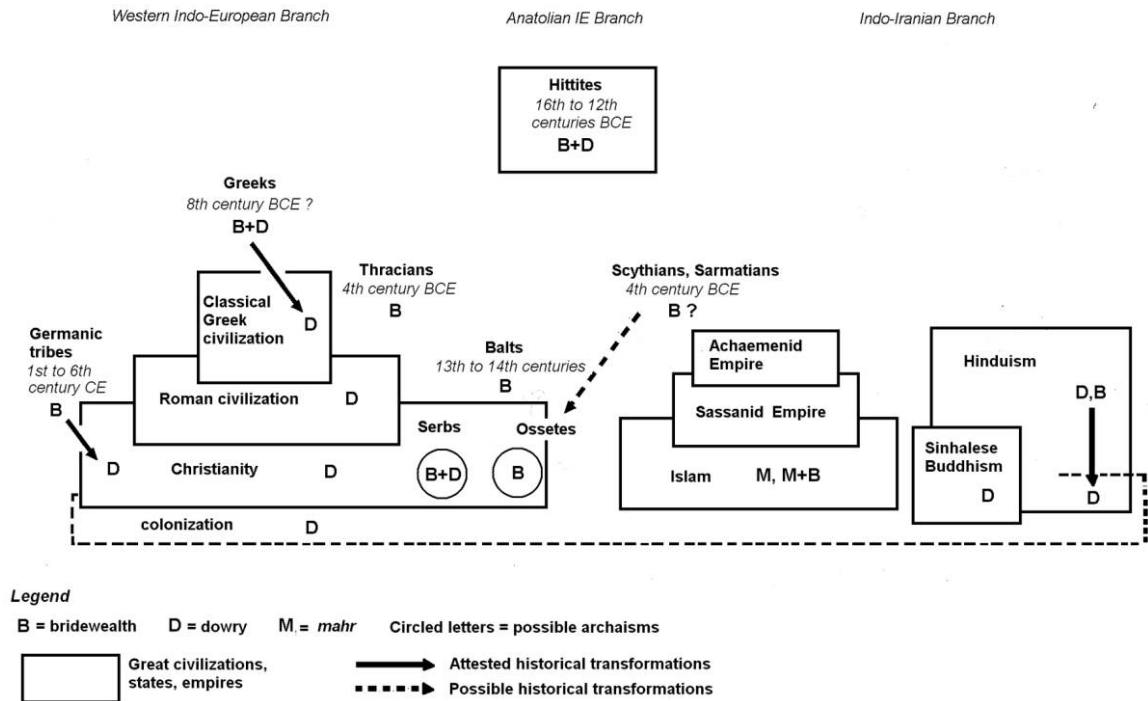 Western Indo-European Branch
Anatolian IE Branch
Indo-Iranian Branch
Hittites
16th to 12th
centuries BCE
B+D
Greeks
8th century BCE ?
B+D
Thracians
4th century BCE
B
Scythians, Sarmatians
4th century BCE
B ?
Classical
Greek
civilization
D
Germanic
tribes
1st to 6th
century CE
B
Balts
13th to 14th centuries
B
Achaemenid
Empire
Hinduism
D,B
Roman civilization
D
Serbs
Ossetes
Sassanid Empire
Sinhalese
Buddhism
D
D
D
Christianity
D
B+D
B
Islam
M, M+B
colonization
D
Legend
B = bridewealth
D = dowry
M, = mahr
Circled letters = possible archaisms
Great civilizations,
states, empires
Attested historical transformations
Possible historical transformations